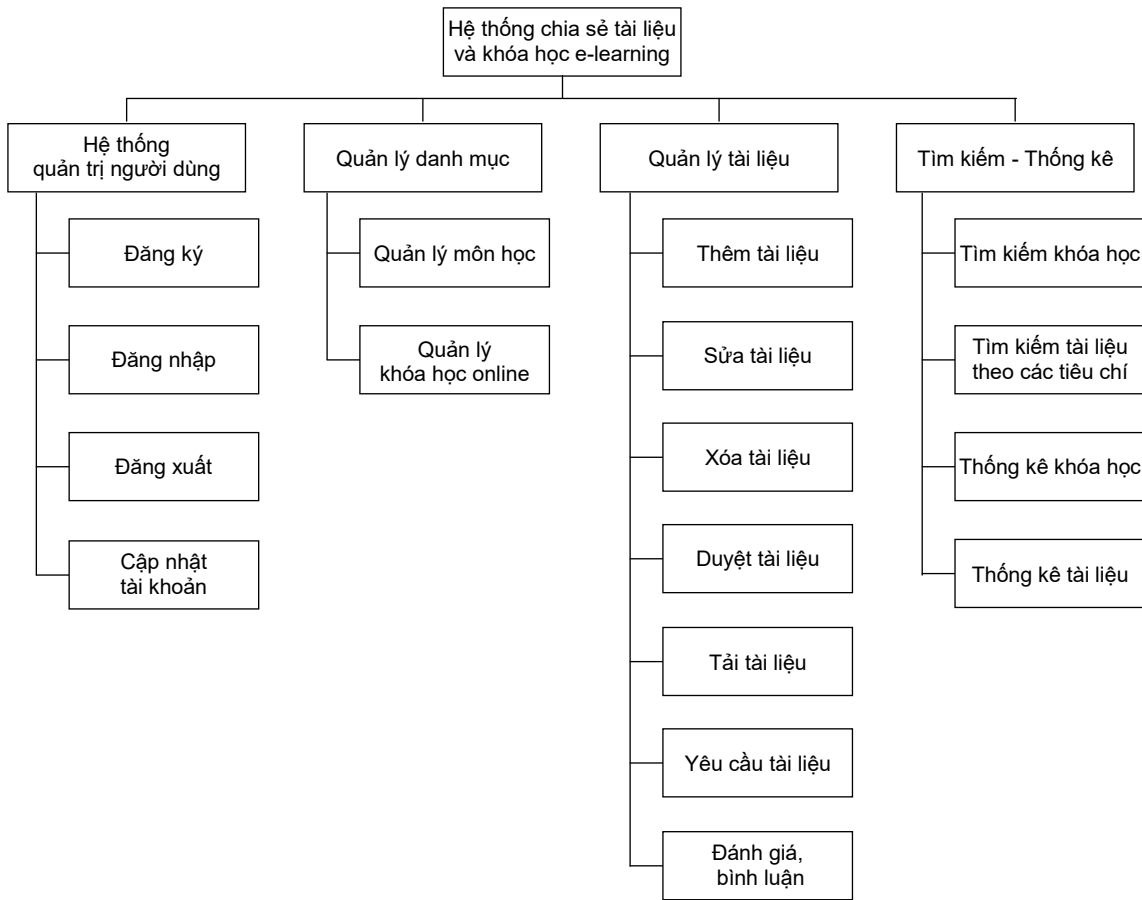 Hệ thống chia sẻ tài liệu
và khóa học e-learning
Hệ thống
quản trị người dùng
Quản lý danh mục
Quản lý tài liệu
Tìm kiếm - Thống kê
Đăng ký
Đăng nhập
Đăng xuất
Cập nhật
tài khoản
Quản lý môn học
Quản lý
khóa học online
Thêm tài liệu
Sửa tài liệu
Xóa tài liệu
Duyệt tài liệu
Tải tài liệu
Yêu cầu tài liệu
Đánh giá,
bình luận
Tìm kiếm khóa học
Tìm kiếm tài liệu
theo các tiêu chí
Thống kê khóa học
Thống kê tài liệu